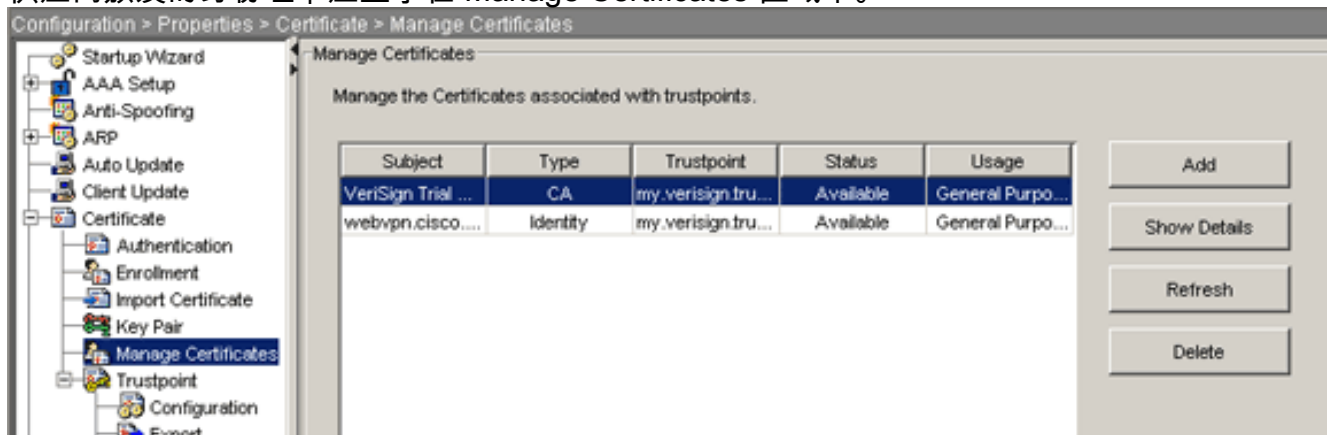 Configuration > Properties > Certificate > Manage Certificates
Startup Wizard
AAA Setup
Anti-Spoofing
ARP
Auto Update
Client Update
Certificate
Authentication
Enrollment
Import Certificate
Key Pair
Manage Certificates
Trustpoint
Configuration
Export
Manage Certificates
Manage the Certificates associated with trustpoints.
Subject Type Trustpoint Status Usage
VeriSign Trial ... CA my.verisign.tru... Available General Purpo...
webvpn.cisco.... Identity my.verisign.tru... Available General Purpo...
Add
Show Details
Refresh
Delete